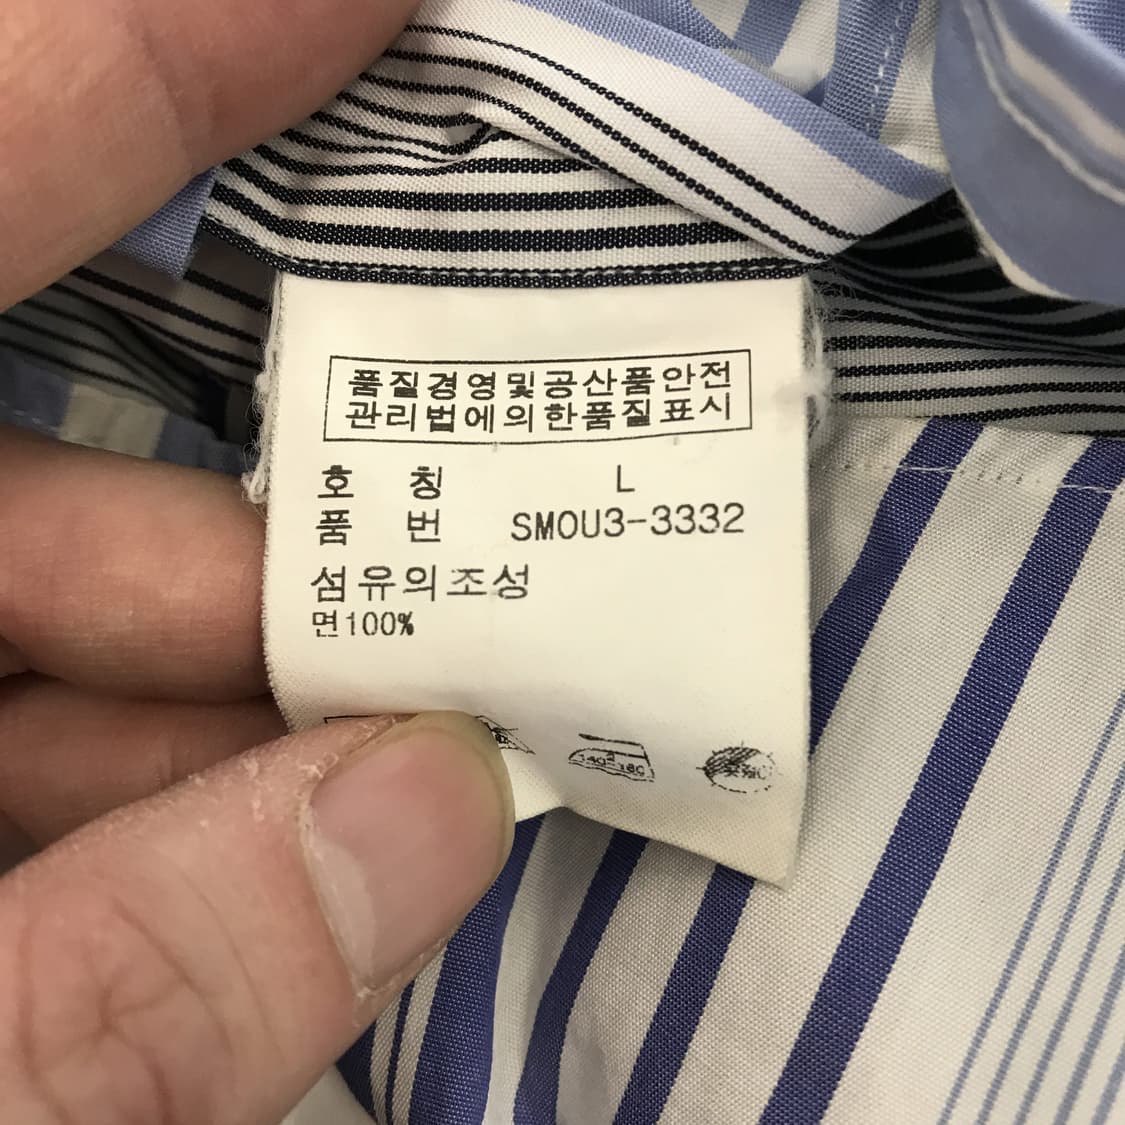 품질경영및공산품안전
관리법에의한품질표시
호 칭 L
품 번 SMOU3-3332
섬유의조성
면100%